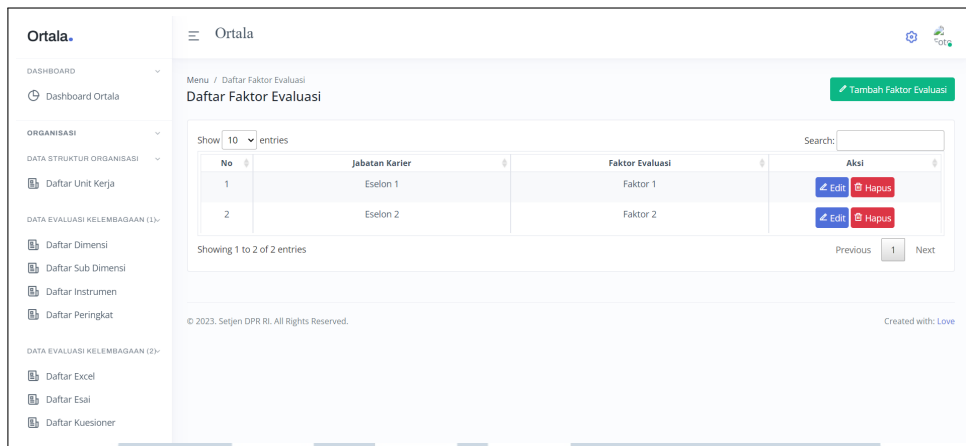 Ortala.
DASHBOARD
Dashboard Ortala
ORGANISASI
DATA STRUKTUR ORGANISASI
Daftar Unit Kerja
DATA EVALUASI KELEMBAGAAN (1)
Daftar Dimensi
Daftar Sub Dimensi
Daftar Instrumen
Daftar Peringkat
DATA EVALUASI KELEMBAGAAN (2)
Daftar Excel
Daftar Esai
Daftar Kuesioner
Ortala
Foto
Menu / Daftar Faktor Evaluasi
Daftar Faktor Evaluasi
Tambah Faktor Evaluasi
Show 10 entries
Search:
No Jabatan Karier Faktor Evaluasi Aksi
1 Eselon 1 Faktor 1 Edit Hapus
2 Eselon 2 Faktor 2 Edit Hapus
Showing 1 to 2 of 2 entries
Previous 1 Next
© 2023. Setjen DPR RI. All Rights Reserved.
Created with: Love